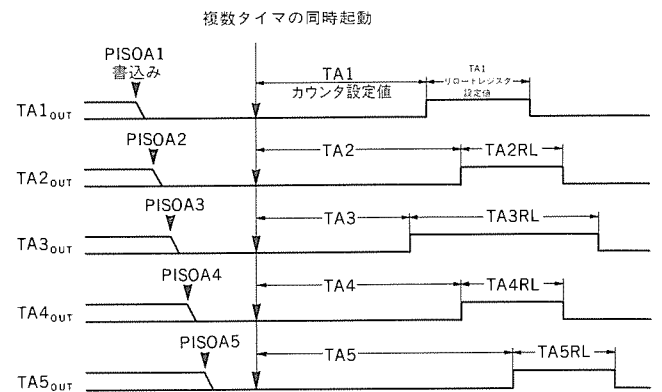 複数タイマの同時起動
PISOA1
書込み
TA1
カウンタ設定値
TA1
リロートレジスタ
設定値
TA1OUT
PISOA2
TA2
TA2RL
TA2OUT
PISOA3
TA3
TA3RL
TA3OUT
PISOA4
TA4
TA4RL
TA4OUT
PISOA5
TA5
TA5RL
TA5OUT